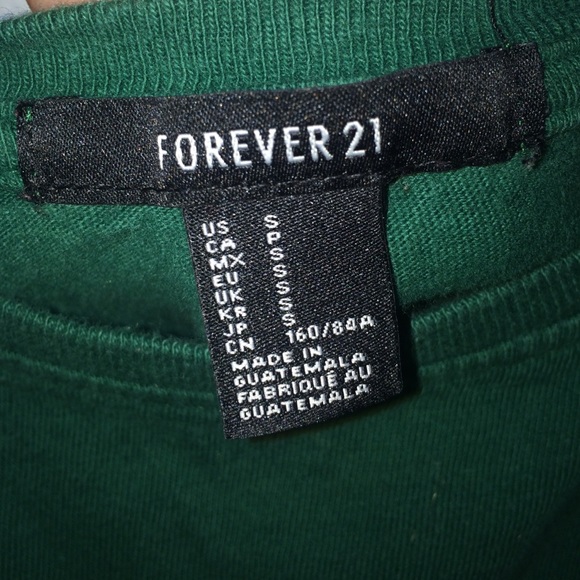 FOREVER 21
US S
CA P
MX S
EU S
UK S
KR S
JP S
CN 160/84A
MADE IN
GUATEMALA
FABRIQUÉ AU
GUATEMALA